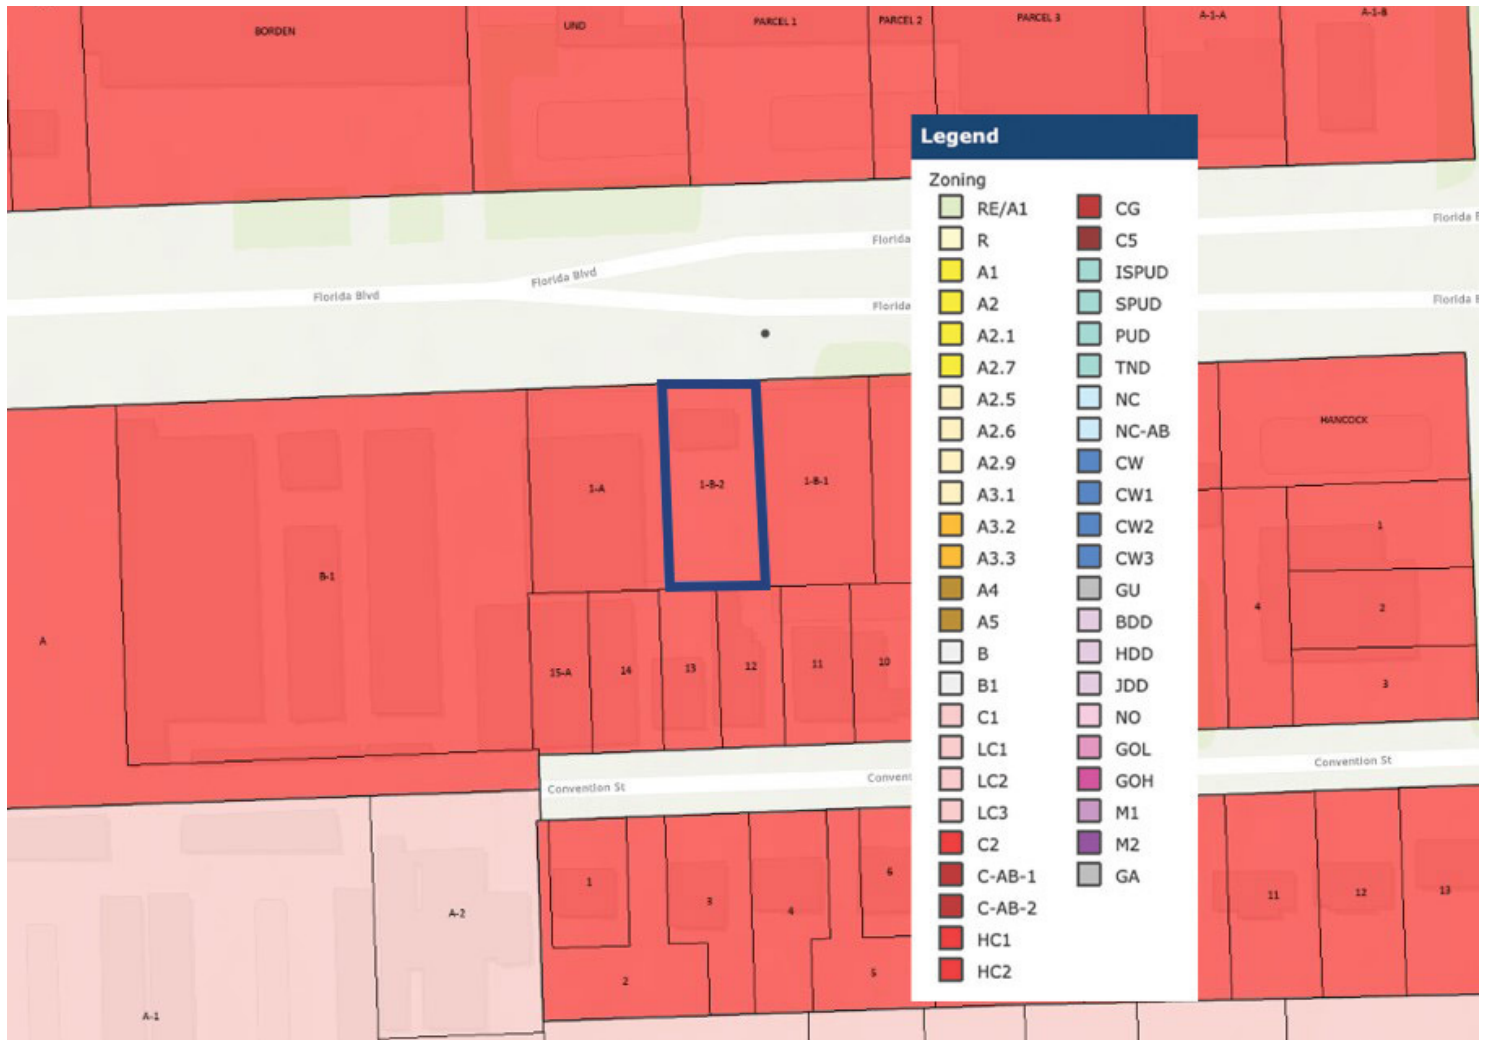 BORDEN
UND
PARCEL 1
PARCEL 2
PARCEL 3
A-1-A
A-1-B
Florida Blvd
Florida Blvd
Florida
Florida
Florida
Florida
1-A
1-B-2
1-B-1
B-1
A
15-A
14
13
12
11
10
HANCOCK
1
2
3
4
Convention St
Convent
Convention St
A-1
A-2
1
2
3
4
5
6
11
12
13
Legend
Zoning
RE/A1
R
A1
A2
A2.1
A2.7
A2.5
A2.6
A2.9
A3.1
A3.2
A3.3
A4
A5
B
B1
C1
LC1
LC2
LC3
C2
C-AB-1
C-AB-2
HC1
HC2
CG
C5
ISPUD
SPUD
PUD
TND
NC
NC-AB
CW
CW1
CW2
CW3
GU
BDD
HDD
JDD
NO
GOL
GOH
M1
M2
GA